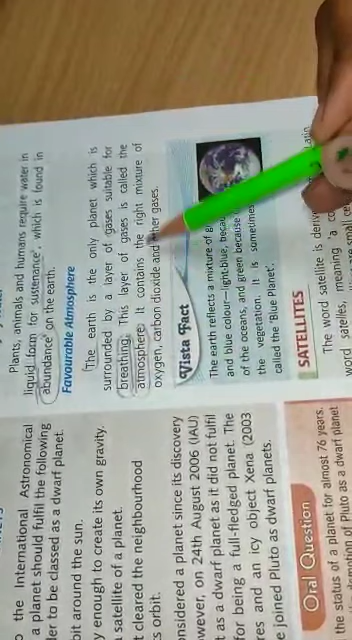 Plants, animals and humans require water in
liquid form for sustenance, which is found in
abundance on the earth.
Favourable Atmosphere
The earth is the only planet which is
surrounded by a layer of gases suitable for
breathing. This layer of gases is called the
atmosphere. It contains the right mixture of
oxygen, carbon dioxide and other gases.
Vista Fact
The earth reflects a mixture of
and blue colour—light-blue,
of the oceans, and green because
the vegetation. It is sometimes
called the 'Blue Planet'.
SATELLITES
The word satellite is
word satelles, meaning 'a
the International Astronomical
a planet should fulfil the following
to be classed as a dwarf planet.
around the sun.
enough to create its own gravity.
satellite of a planet.
cleared the neighbourhood
orbit.
a planet since its discovery
on 24th August 2006 (IAU)
as a dwarf planet as it did not fulfil
for being a full-fledged planet. The
and an icy object Xena (2003
joined Pluto as dwarf planets.
Oral Question
the status of a planet for almost 76 years.
of Pluto as a dwarf planet